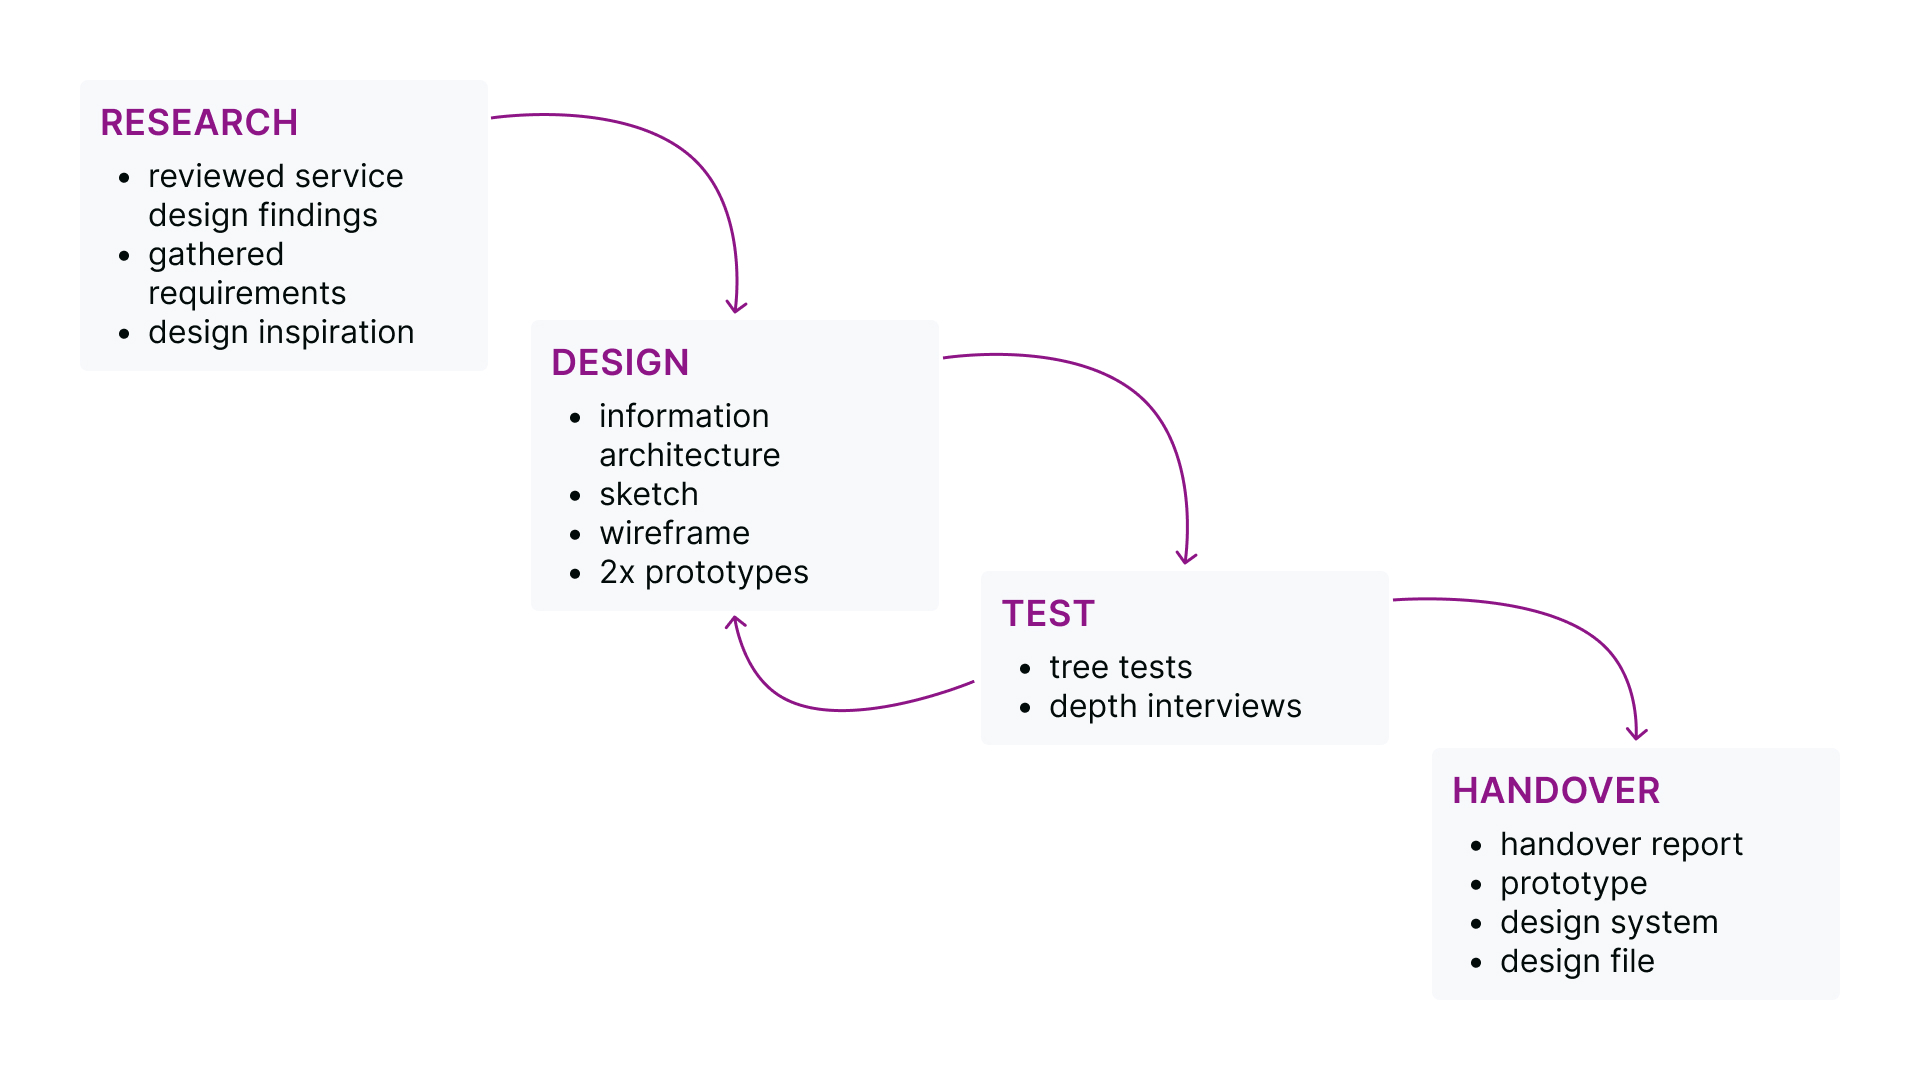 RESEARCH
• reviewed service
design findings
• gathered
requirements
• design inspiration
DESIGN
• information
architecture
• sketch
• wireframe
• 2x prototypes
TEST
• tree tests
• depth interviews
HANDOVER
• handover report
• prototype
• design system
• design file